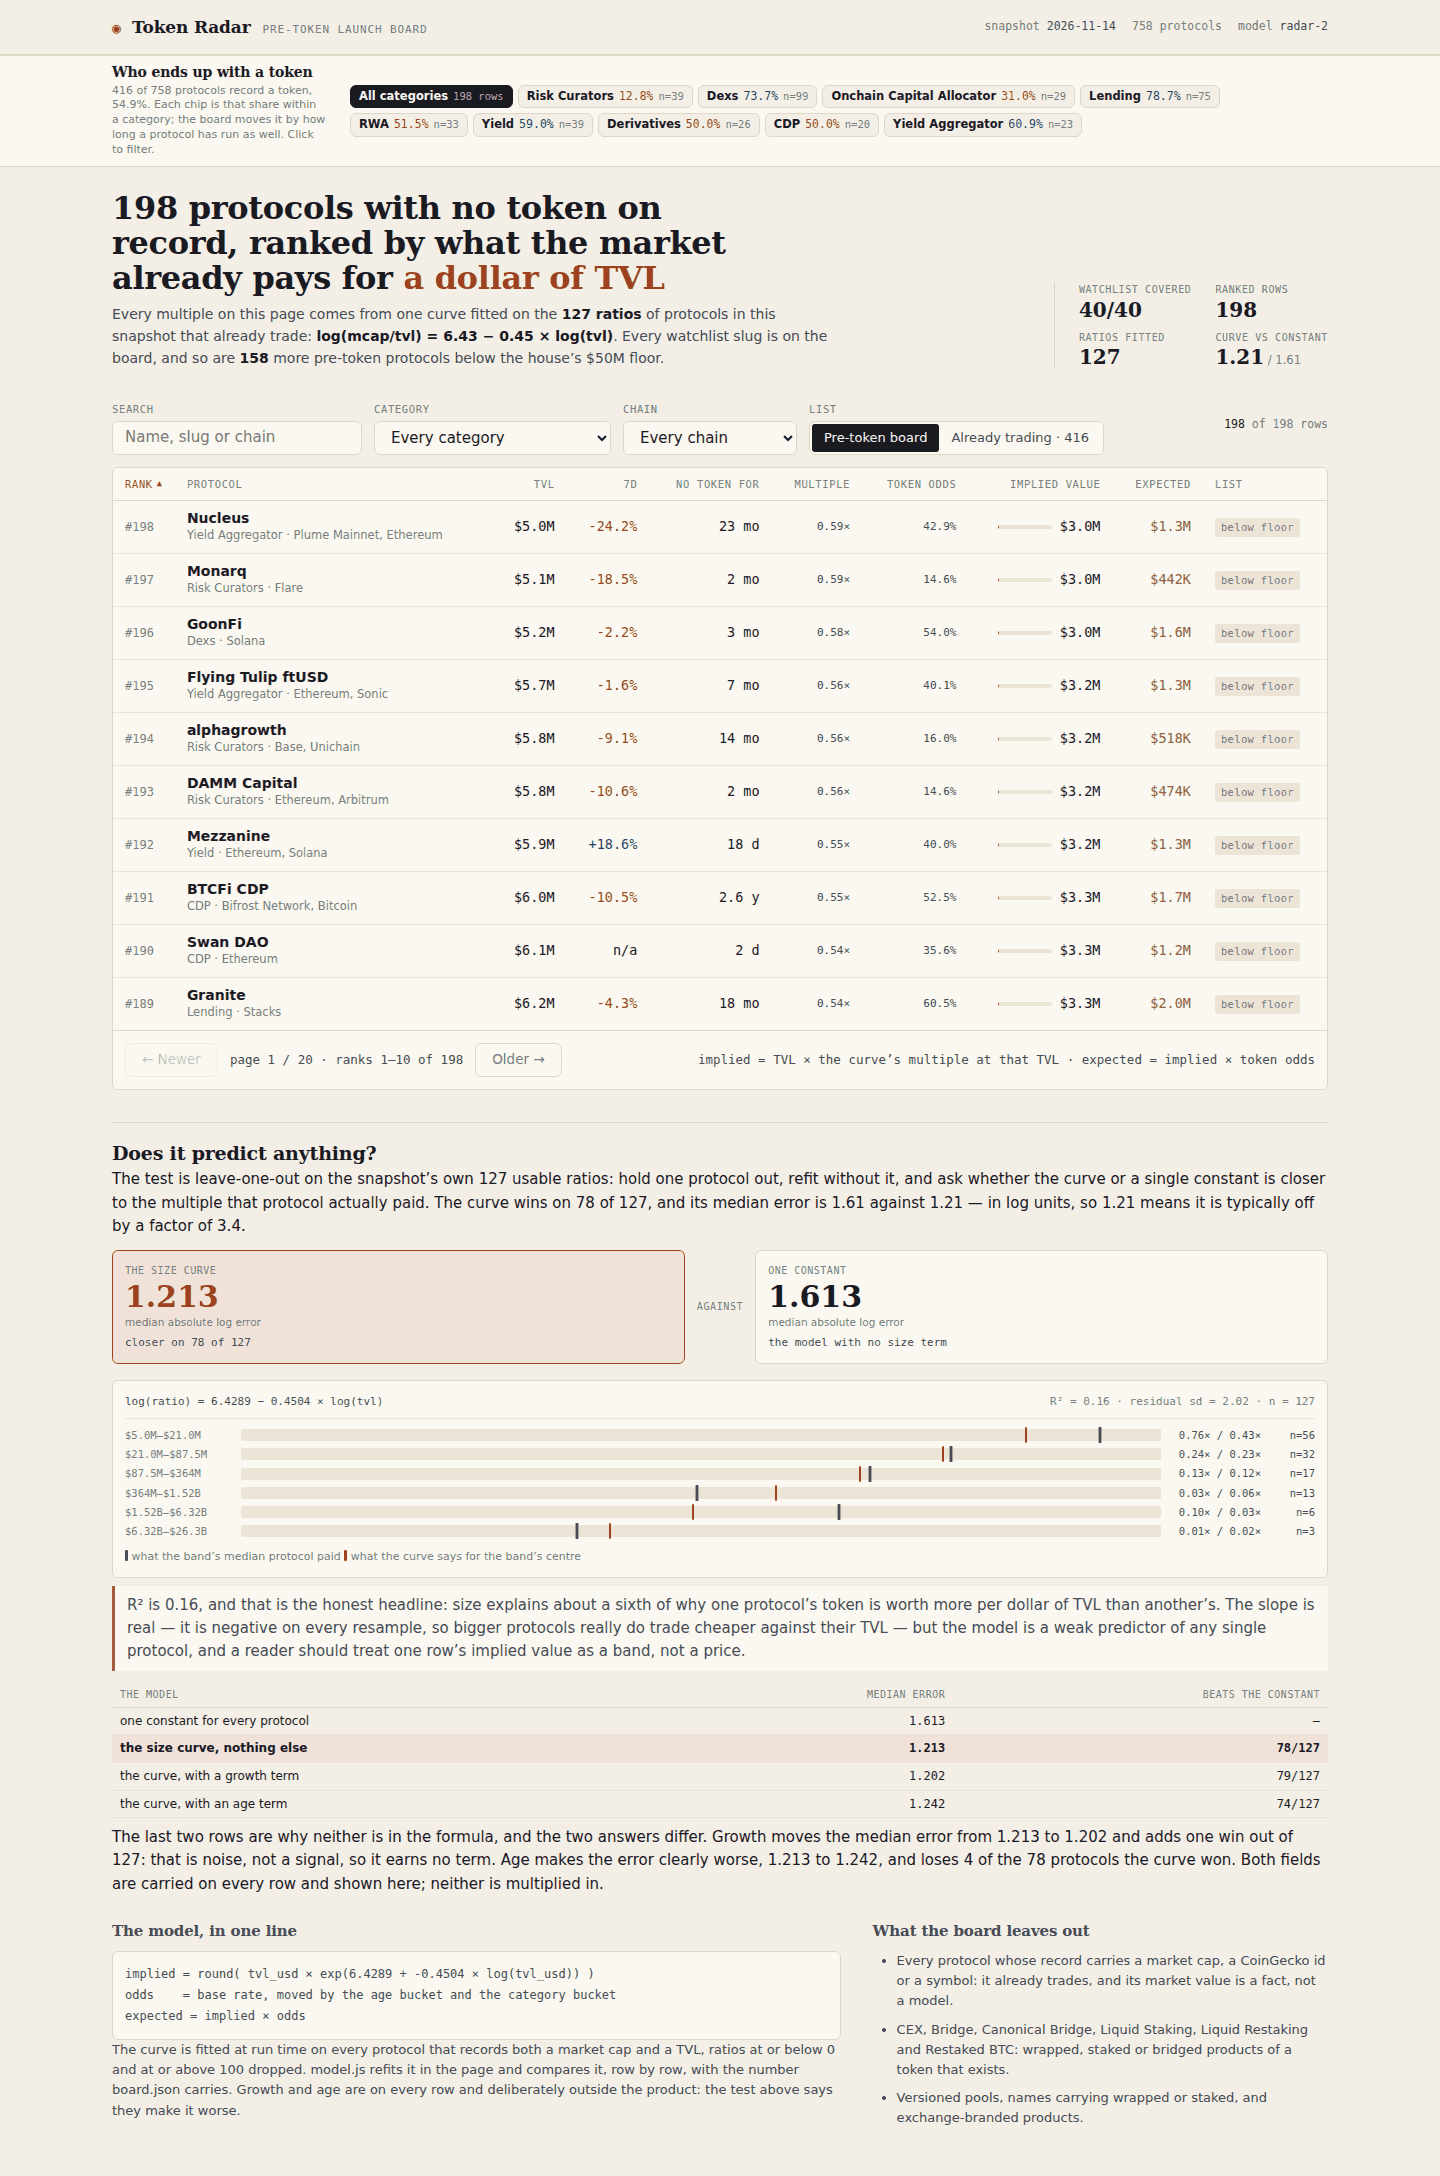 ◉ Token Radar PRE-TOKEN LAUNCH BOARD
snapshot 2026-11-14 758 protocols model radar-2
Who ends up with a token
416 of 758 protocols record a token,
54.9%. Each chip is that share within
a category; the board moves it by how
long a protocol has run as well. Click
to filter.
All categories 198 rows Risk Curators 12.8% n=39 Dexs 73.7% n=99 Onchain Capital Allocator 31.0% n=29 Lending 78.7% n=75
RWA 51.5% n=33 Yield 59.0% n=39 Derivatives 50.0% n=26 CDP 50.0% n=20 Yield Aggregator 60.9% n=23
198 protocols with no token on
record, ranked by what the market
already pays for a dollar of TVL
Every multiple on this page comes from one curve fitted on the 127 ratios of protocols in this
snapshot that already trade: log(mcap/tvl) = 6.43 − 0.45 × log(tvl). Every watchlist slug is on the
board, and so are 158 more pre-token protocols below the house’s $50M floor.
WATCHLIST COVERED RANKED ROWS
40/40 198
RATIOS FITTED CURVE VS CONSTANT
127 1.21 / 1.61
SEARCH CATEGORY CHAIN LIST
Name, slug or chain Every category Every chain Pre-token board Already trading · 416
198 of 198 rows
RANK ▲ PROTOCOL TVL 7D NO TOKEN FOR MULTIPLE TOKEN ODDS IMPLIED VALUE EXPECTED LIST
#198 Nucleus $5.0M -24.2% 23 mo 0.59× 42.9% $3.0M $1.3M below floor
Yield Aggregator · Plume Mainnet, Ethereum
#197 Monarq $5.1M -18.5% 2 mo 0.59× 14.6% $3.0M $442K below floor
Risk Curators · Flare
#196 GoonFi $5.2M -2.2% 3 mo 0.58× 54.0% $3.0M $1.6M below floor
Dexs · Solana
#195 Flying Tulip ftUSD $5.7M -1.6% 7 mo 0.56× 40.1% $3.2M $1.3M below floor
Yield Aggregator · Ethereum, Sonic
#194 alphagrowth $5.8M -9.1% 14 mo 0.56× 16.0% $3.2M $518K below floor
Risk Curators · Base, Unichain
#193 DAMM Capital $5.8M -10.6% 2 mo 0.56× 14.6% $3.2M $474K below floor
Risk Curators · Ethereum, Arbitrum
#192 Mezzanine $5.9M +18.6% 18 d 0.55× 40.0% $3.2M $1.3M below floor
Yield · Ethereum, Solana
#191 BTCFi CDP $6.0M -10.5% 2.6 y 0.55× 52.5% $3.3M $1.7M below floor
CDP · Bifrost Network, Bitcoin
#190 Swan DAO $6.1M n/a 2 d 0.54× 35.6% $3.3M $1.2M below floor
CDP · Ethereum
#189 Granite $6.2M -4.3% 18 mo 0.54× 60.5% $3.3M $2.0M below floor
Lending · Stacks
← Newer page 1 / 20 · ranks 1–10 of 198 Older → implied = TVL × the curve’s multiple at that TVL · expected = implied × token odds
Does it predict anything?
The test is leave-one-out on the snapshot’s own 127 usable ratios: hold one protocol out, refit without it, and ask whether the curve or a single constant is closer
to the multiple that protocol actually paid. The curve wins on 78 of 127, and its median error is 1.61 against 1.21 — in log units, so 1.21 means it is typically off
by a factor of 3.4.
THE SIZE CURVE
1.213
median absolute log error
closer on 78 of 127
AGAINST
ONE CONSTANT
1.613
median absolute log error
the model with no size term
log(ratio) = 6.4289 − 0.4504 × log(tvl) R² = 0.16 · residual sd = 2.02 · n = 127
$5.0M–$21.0M 0.76× / 0.43× n=56
$21.0M–$87.5M 0.24× / 0.23× n=32
$87.5M–$364M 0.13× / 0.12× n=17
$364M–$1.52B 0.03× / 0.06× n=13
$1.52B–$6.32B 0.10× / 0.03× n=6
$6.32B–$26.3B 0.01× / 0.02× n=3
what the band’s median protocol paid what the curve says for the band’s centre
R² is 0.16, and that is the honest headline: size explains about a sixth of why one protocol’s token is worth more per dollar of TVL than another’s. The slope is
real — it is negative on every resample, so bigger protocols really do trade cheaper against their TVL — but the model is a weak predictor of any single
protocol, and a reader should treat one row’s implied value as a band, not a price.
THE MODEL MEDIAN ERROR BEATS THE CONSTANT
one constant for every protocol 1.613 —
the size curve, nothing else 1.213 78/127
the curve, with a growth term 1.202 79/127
the curve, with an age term 1.242 74/127
The last two rows are why neither is in the formula, and the two answers differ. Growth moves the median error from 1.213 to 1.202 and adds one win out of
127: that is noise, not a signal, so it earns no term. Age makes the error clearly worse, 1.213 to 1.242, and loses 4 of the 78 protocols the curve won. Both fields
are carried on every row and shown here; neither is multiplied in.
The model, in one line
implied = round( tvl_usd × exp(6.4289 + -0.4504 × log(tvl_usd)) )
odds = base rate, moved by the age bucket and the category bucket
expected = implied × odds
The curve is fitted at run time on every protocol that records both a market cap and a TVL, ratios at or below 0
and at or above 100 dropped. model.js refits it in the page and compares it, row by row, with the number
board.json carries. Growth and age are on every row and deliberately outside the product: the test above says
they make it worse.
What the board leaves out
• Every protocol whose record carries a market cap, a CoinGecko id
or a symbol: it already trades, and its market value is a fact, not
a model.
• CEX, Bridge, Canonical Bridge, Liquid Staking, Liquid Restaking
and Restaked BTC: wrapped, staked or bridged products of a
token that exists.
• Versioned pools, names carrying wrapped or staked, and
exchange-branded products.